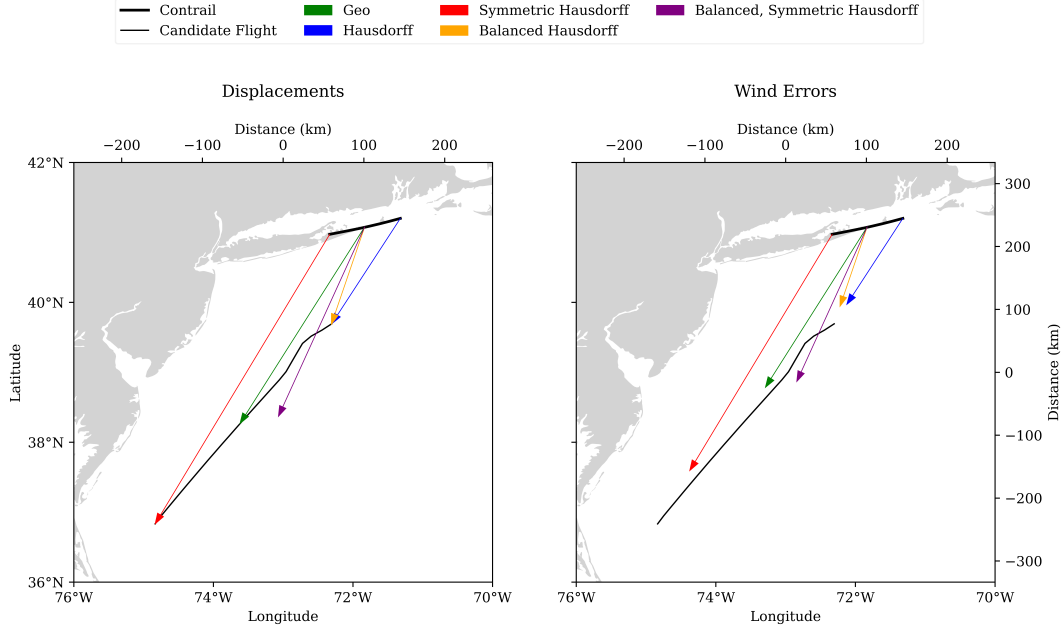 Contrail Geo Symmetric Hausdorff Balanced, Symmetric Hausdorff
Candidate Flight Hausdorff Balanced Hausdorff
Displacements Wind Errors
Distance (km) Distance (km)
−200 −100 0 100 200 −200 −100 0 100 200
42°N
40°N
38°N
36°N
Latitude
300
200
100
0
−100
−200
−300
Distance (km)
76°W 74°W 72°W 70°W 76°W 74°W 72°W 70°W
Longitude Longitude